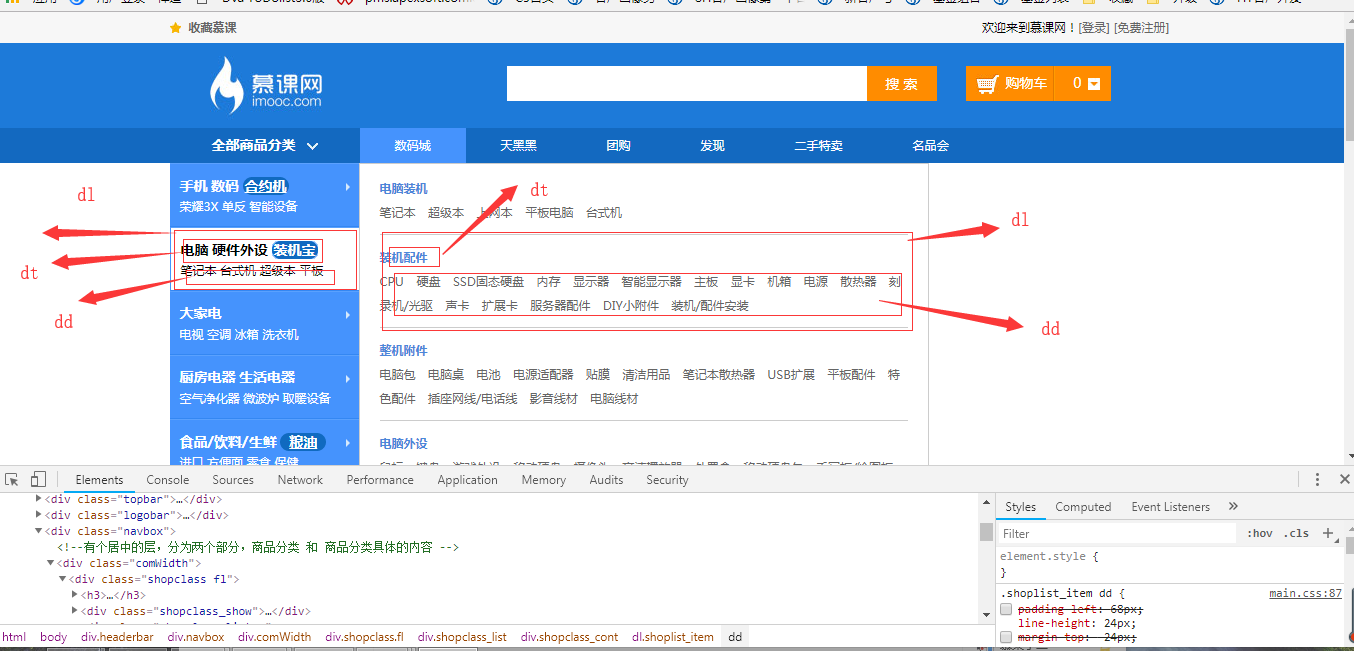 收藏慕课
欢迎来到慕课网！[登录] [免费注册]
慕课网
imooc.com
搜 索
购物车
0
全部商品分类
数码城
天黑黑
团购
发现
二手特卖
名品会
手机 数码 合约机
荣耀3X 单反 智能设备
电脑 硬件外设 装机宝
笔记本 台式机 超级本 平板
大家电
电视 空调 冰箱 洗衣机
厨房电器 生活电器
空气净化器 微波炉 取暖设备
食品/饮料/生鲜 粮油
进口 方便面 零食 保健
dl
dt
dd
电脑装机
笔记本 超级本 上网本 平板电脑 台式机
dt
dl
装机配件
CPU 硬盘 SSD固态硬盘 内存 显示器 智能显示器 主板 显卡 机箱 电源 散热器 刻
录机/光驱 声卡 扩展卡 服务器配件 DIY小附件 装机/配件安装
dd
整机附件
电脑包 电脑桌 电池 电源适配器 贴膜 清洁用品 笔记本散热器 USB扩展 平板配件 特
色配件 插座网线/电话线 影音线材 电脑线材
电脑外设
Elements Console Sources Network Performance Application Memory Audits Security
<div class="topbar">…</div>
<div class="logobar">…</div>
<div class="navbox">
<!--有个居中的层，分为两个部分，商品分类 和 商品分类具体的内容 -->
<div class="comWidth">
<div class="shopclass fl">
<h3>…</h3>
<div class="shopclass_show">…</div>
html body div.headerbar div.navbox div.comWidth div.shopclass.fl div.shopclass_list div.shopclass_cont dl.shoplist_item dd
Styles Computed Event Listeners »
Filter :hov .cls +
element.style {
}
.shoplist_item dd { main.css:87
padding-left: 68px;
line-height: 24px;
margin-top: -24px;